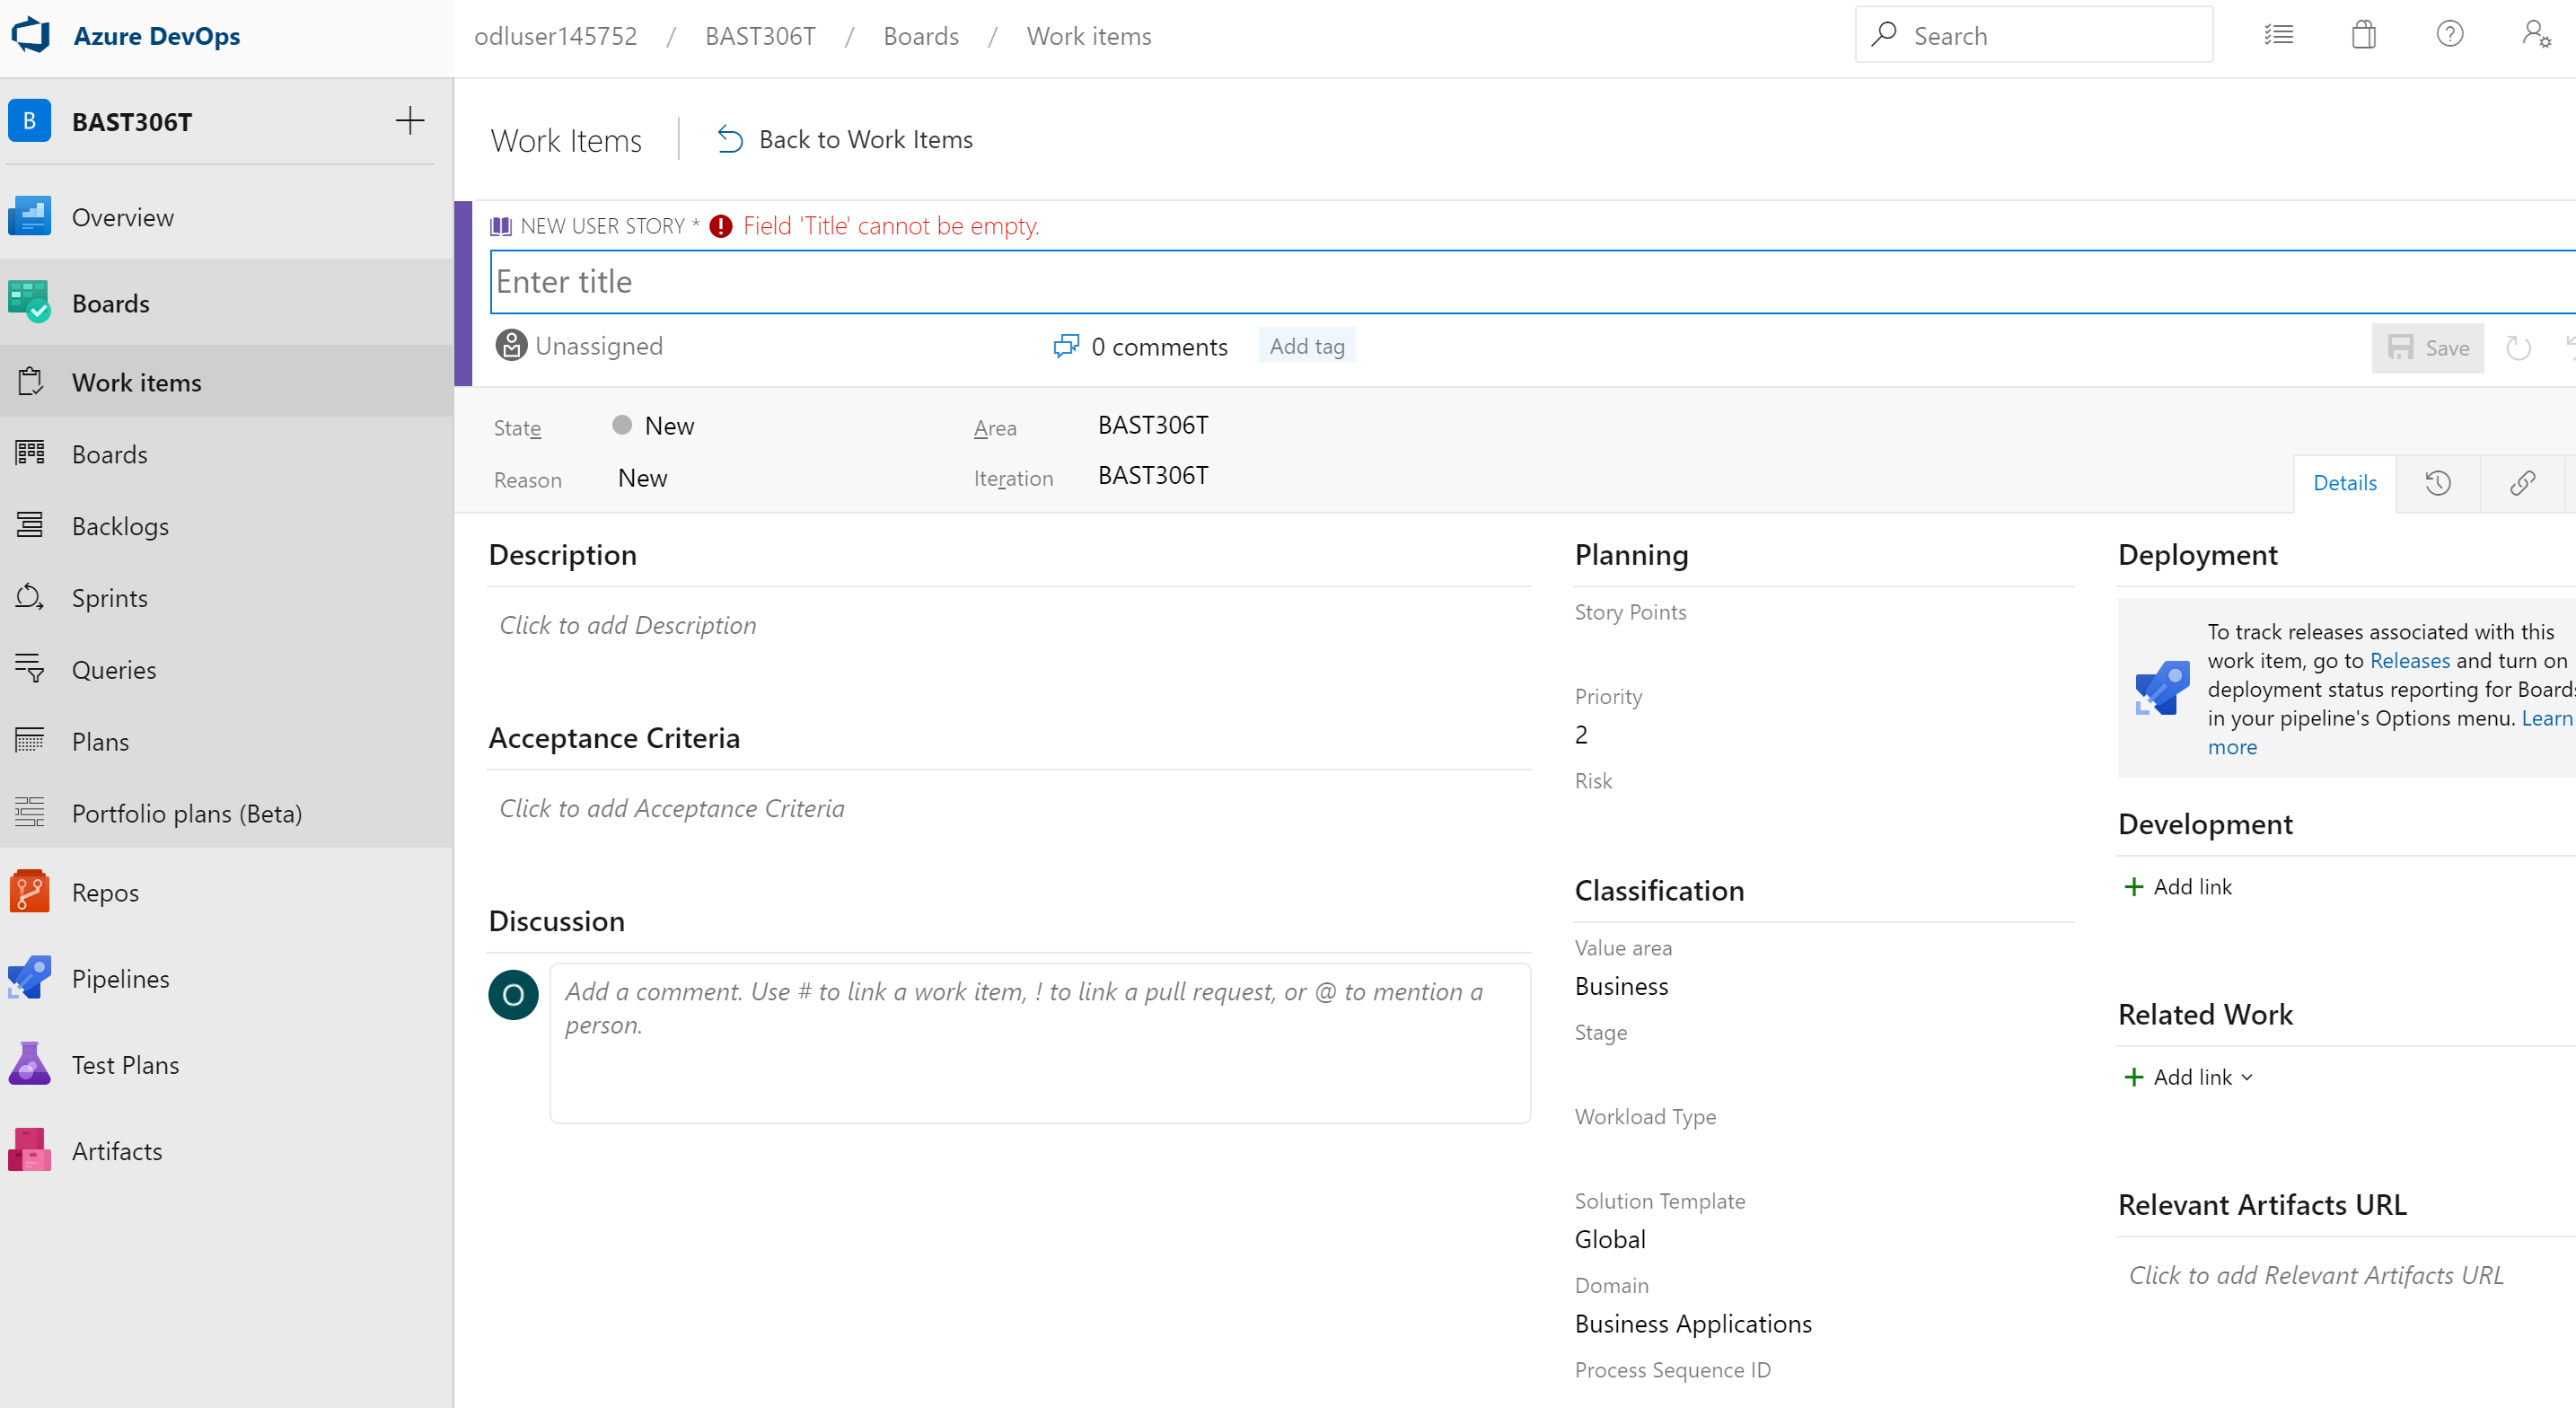 Azure DevOps
odluser145752 / BAST306T / Boards / Work items
Search
B BAST306T
Overview
Boards
Work items
Boards
Backlogs
Sprints
Queries
Plans
Portfolio plans (Beta)
Repos
Pipelines
Test Plans
Artifacts
Work Items
Back to Work Items
NEW USER STORY * Field 'Title' cannot be empty.
Enter title
Unassigned
0 comments
Add tag
Save
State New
Area BAST306T
Reason New
Iteration BAST306T
Details
Description
Click to add Description
Acceptance Criteria
Click to add Acceptance Criteria
Discussion
O
Add a comment. Use # to link a work item, ! to link a pull request, or @ to mention a
person.
Planning
Story Points
Priority
2
Risk
Classification
Value area
Business
Stage
Workload Type
Solution Template
Global
Domain
Business Applications
Process Sequence ID
Deployment
To track releases associated with this
work item, go to Releases and turn on
deployment status reporting for Boards
in your pipeline's Options menu. Learn
more
Development
Add link
Related Work
Add link
Relevant Artifacts URL
Click to add Relevant Artifacts URL